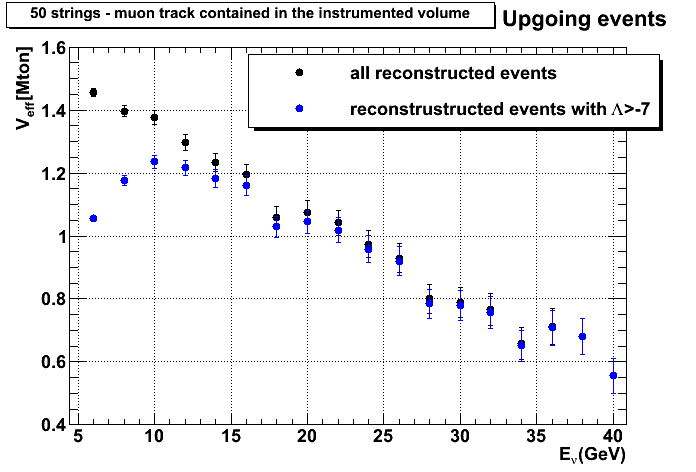 50 strings - muon track contained in the instrumented volume
Upgoing events
Veff[Mton]
all reconstructed events
reconstrustructed events with Λ>-7
1.6
1.4
1.2
1
0.8
0.6
0.4
5 10 15 20 25 30 35 40
Eν(GeV)